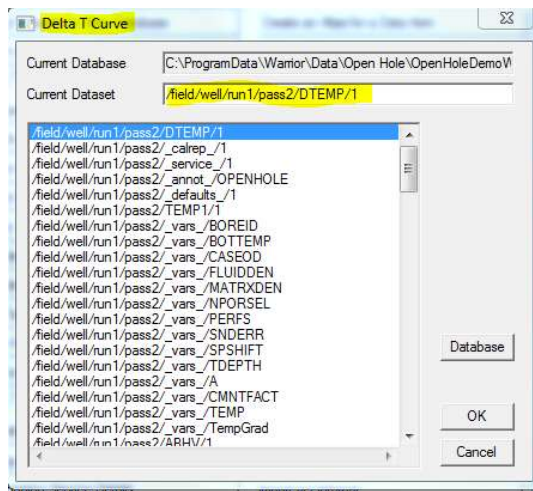 Delta T Curve
Current Database
C:\ProgramData\Warrior\Data\Open Hole\OpenHoleDemoW
Current Dataset
/field/well/run1/pass2/DTEMP/1
/field/well/run1/pass2/DTEMP/1
/field/well/run1/pass2/_calrep_/1
/field/well/run1/pass2/_service_/1
/field/well/run1/pass2/_annot_/OPENHOLE
/field/well/run1/pass2/_defaults_/1
/field/well/run1/pass2/TEMP1/1
/field/well/run1/pass2/_vars_/BOREID
/field/well/run1/pass2/_vars_/BOTTEMP
/field/well/run1/pass2/_vars_/CASEOD
/field/well/run1/pass2/_vars_/FLUIDDEN
/field/well/run1/pass2/_vars_/MATRXDEN
/field/well/run1/pass2/_vars_/NPORSEL
/field/well/run1/pass2/_vars_/PERFS
/field/well/run1/pass2/_vars_/SNDERR
/field/well/run1/pass2/_vars_/SPSHIFT
/field/well/run1/pass2/_vars_/TDEPTH
/field/well/run1/pass2/_vars_/A
/field/well/run1/pass2/_vars_/CMNTFACT
/field/well/run1/pass2/_vars_/TEMP
/field/well/run1/pass2/_vars_/TempGrad
/field/well/run1/pass2/ABHV/1
Database
OK
Cancel